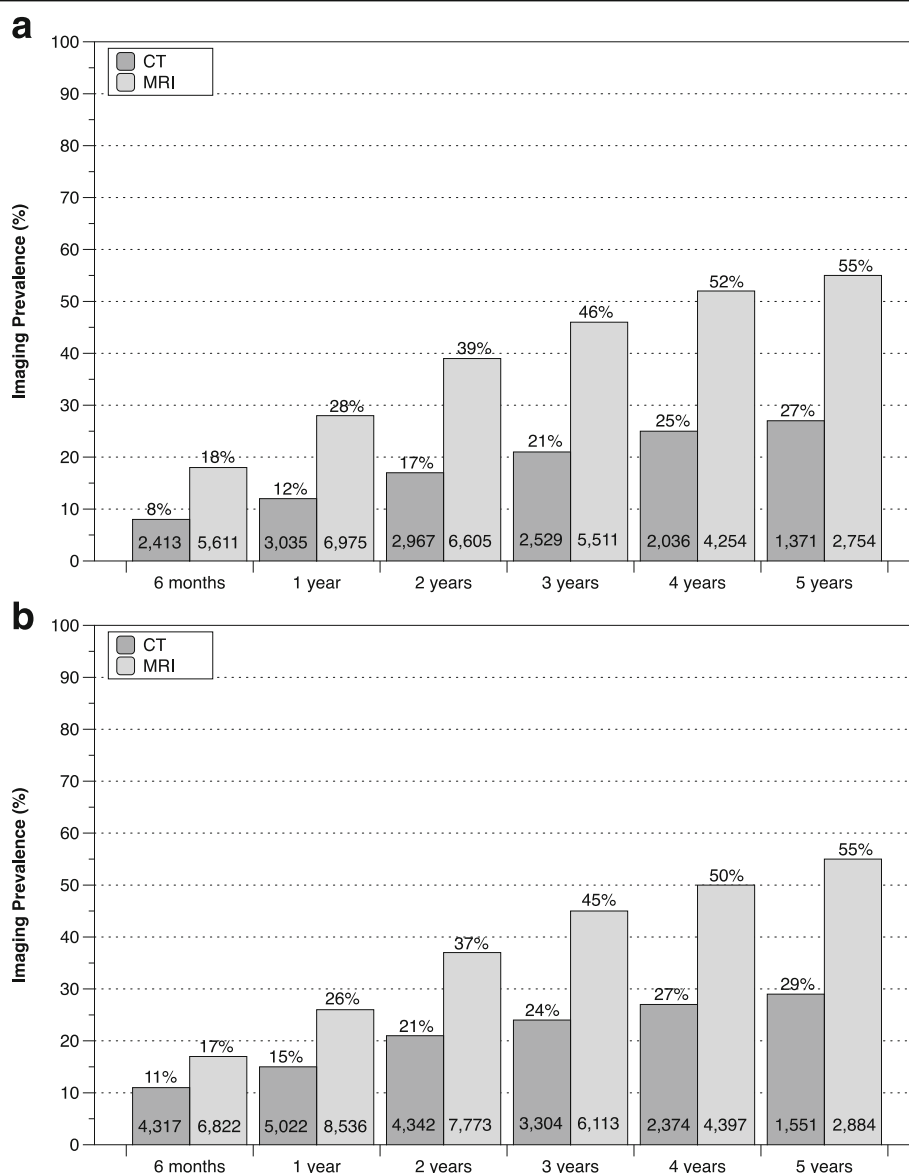 a
Imaging Prevalence (%)
100
90
80
70
60
50
40
30
20
10
0
CT
MRI
8% 18% 12% 28% 17% 39% 21% 46% 25% 52% 27% 55%
2,413 5,611 3,035 6,975 2,967 6,605 2,529 5,511 2,036 4,254 1,371 2,754
6 months 1 year 2 years 3 years 4 years 5 years
b
Imaging Prevalence (%)
100
90
80
70
60
50
40
30
20
10
0
CT
MRI
11% 17% 15% 26% 21% 37% 24% 45% 27% 50% 29% 55%
4,317 6,822 5,022 8,536 4,342 7,773 3,304 6,113 2,374 4,397 1,551 2,884
6 months 1 year 2 years 3 years 4 years 5 years